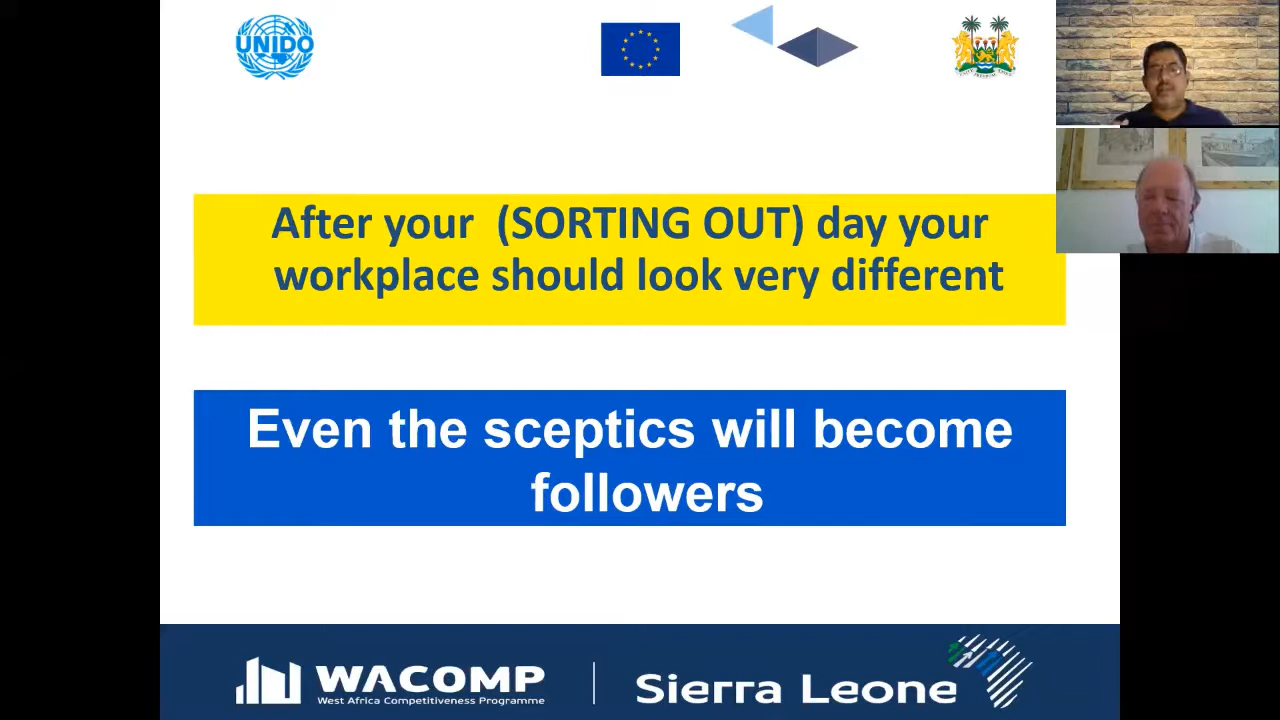 UNIDO
After your (SORTING OUT) day your
workplace should look very different
Even the sceptics will become
followers
WACOMP
West Africa Competitiveness Programme
Sierra Leone